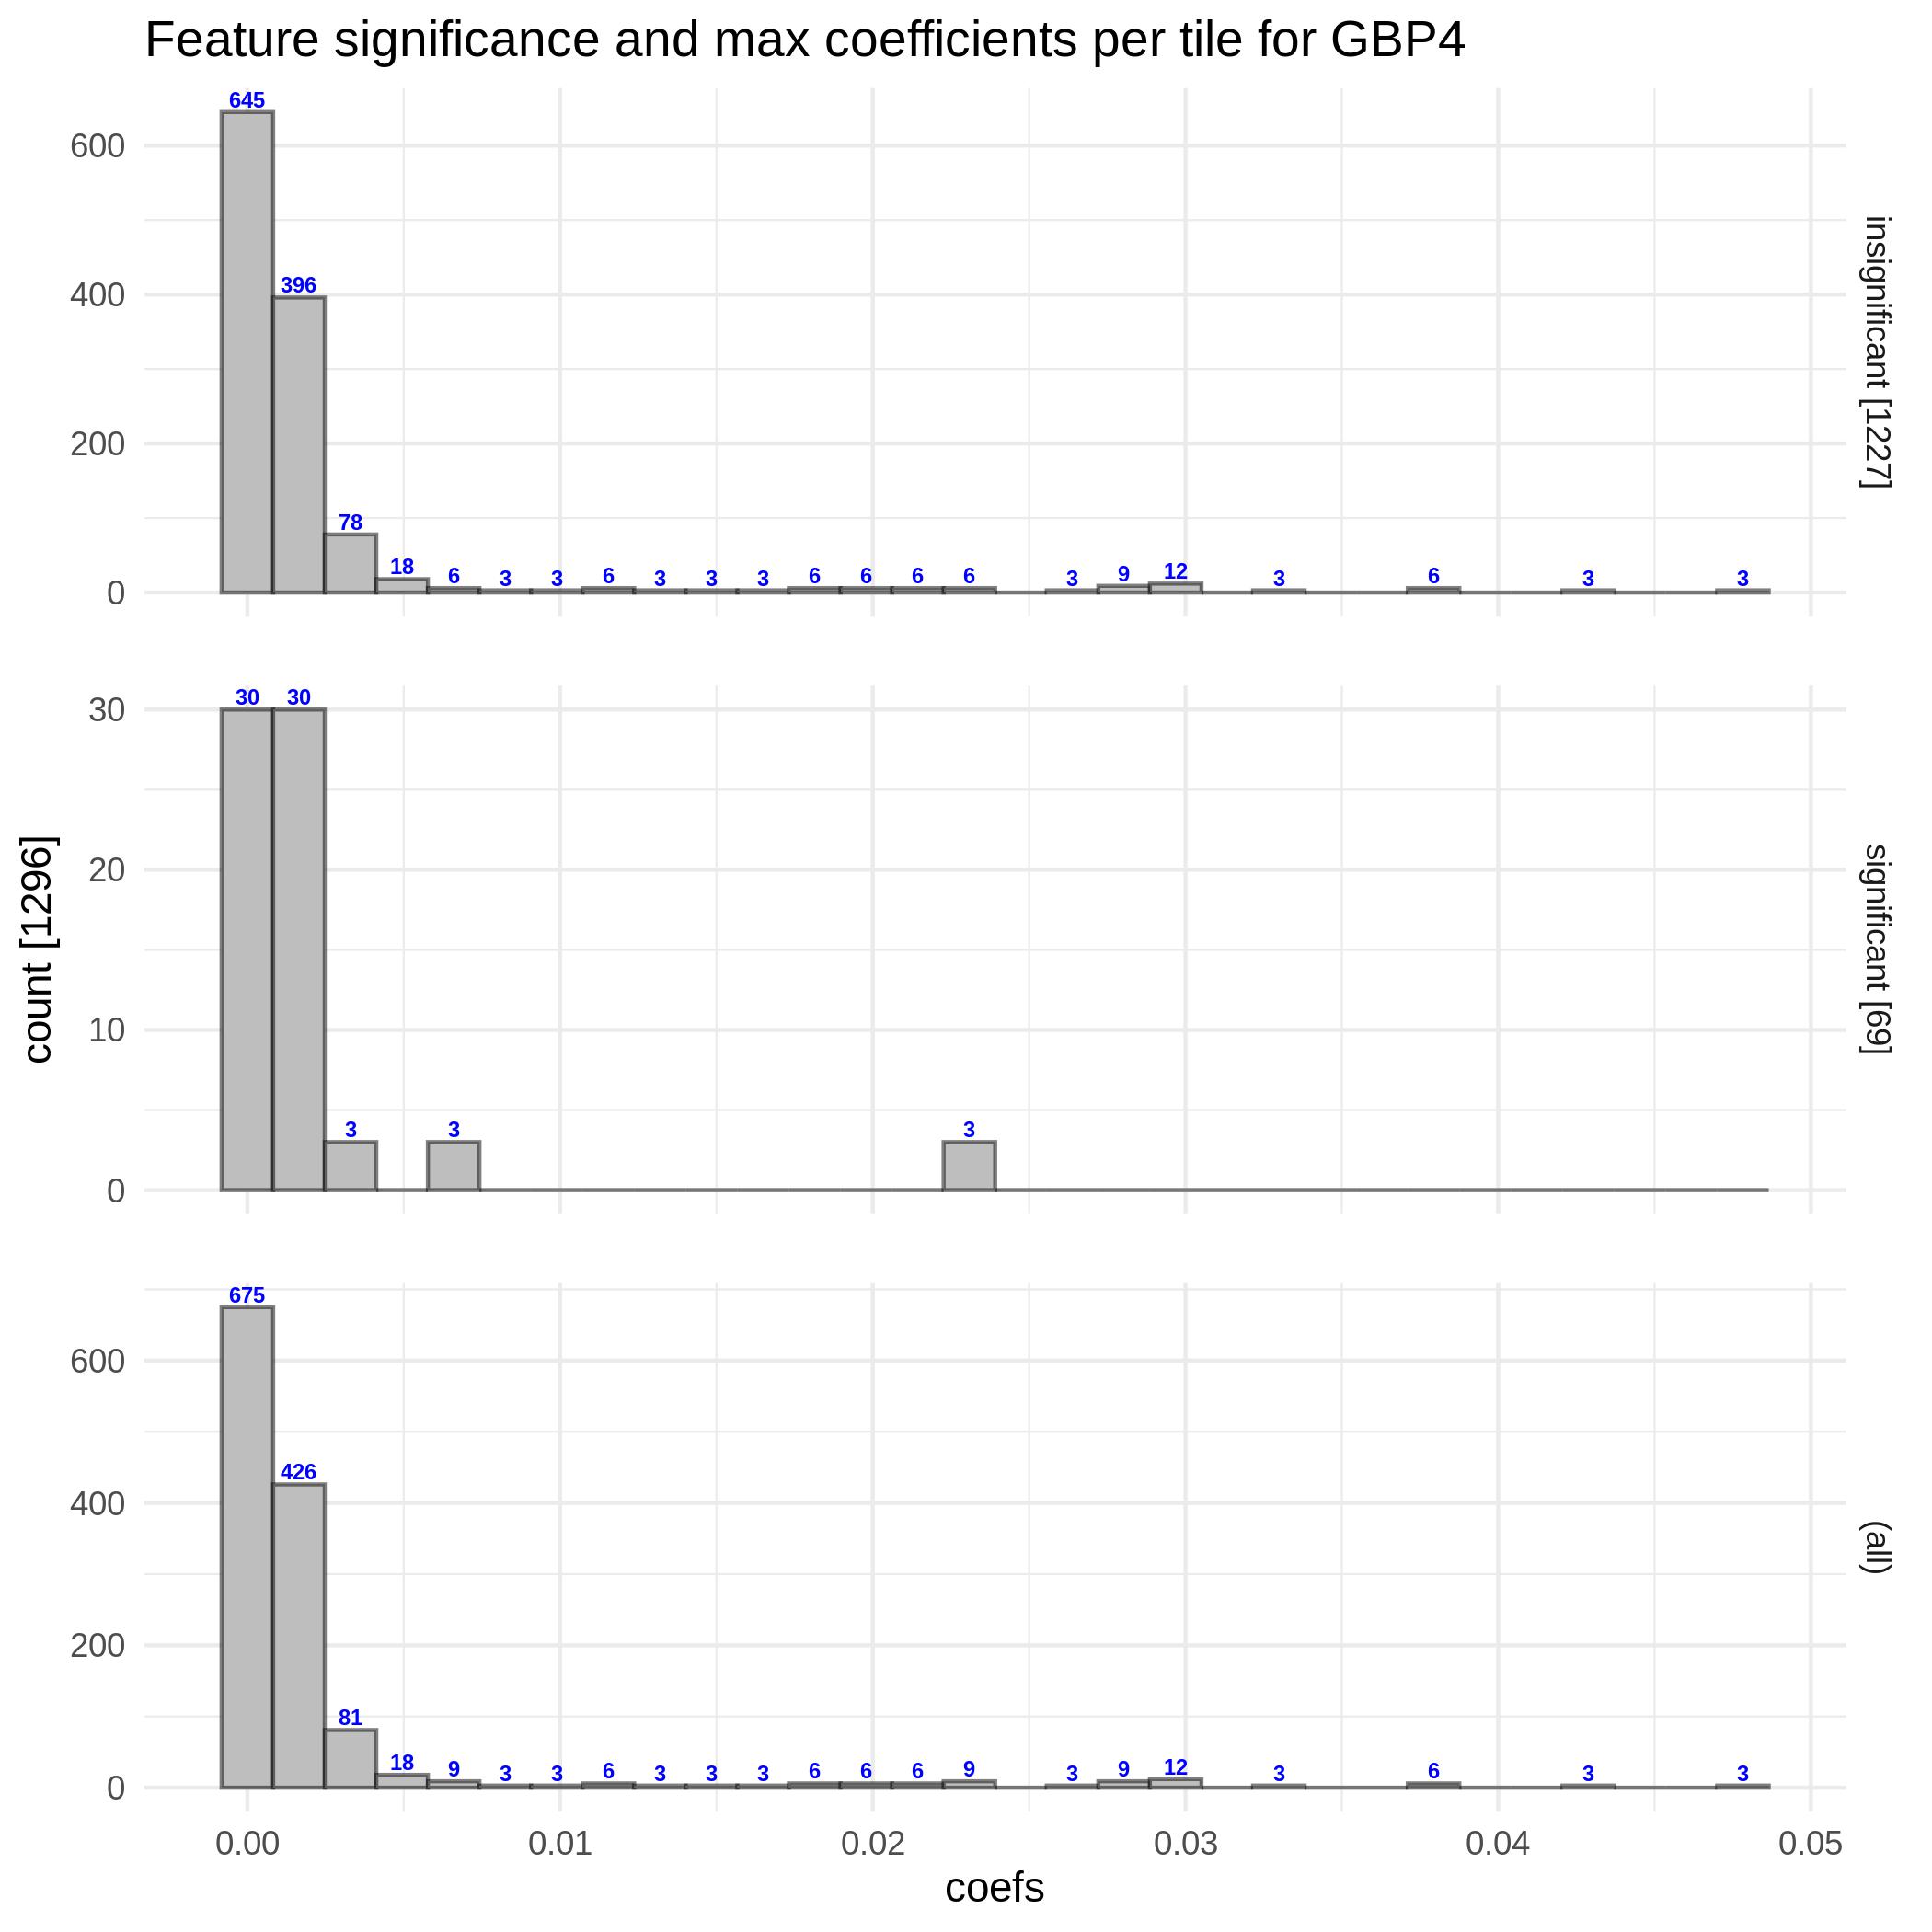 Feature significance and max coefficients per tile for GBP4
645
600
396
400
200
78
18 6 3 3 6 3 3 3 6 6 6 6 3 9 12 3 6 3 3
0
insignificant [1227]
30 30
30
20
10
3 3 3
0
significant [69]
count [1296]
675
600
426
400
200
81
18 9 3 3 6 3 3 3 6 6 6 9 3 9 12 3 6 3 3
0
(all)
0.00 0.01 0.02 0.03 0.04 0.05
coefs